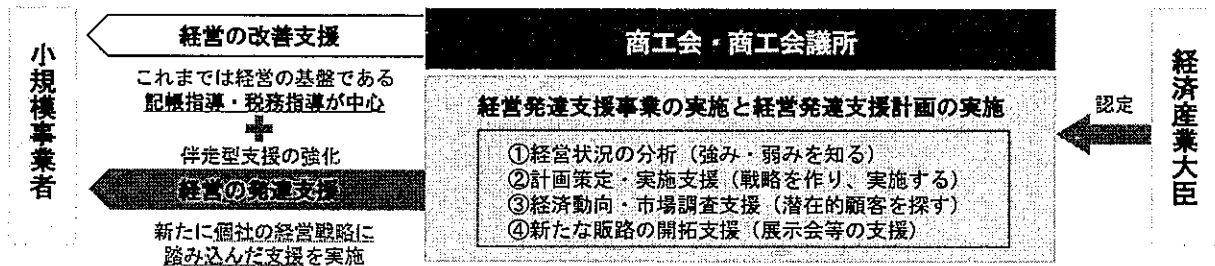 小規模事業者
経営の改善支援
これまでは経営の基盤である
記帳指導・税務指導が中心
＋
伴走型支援の強化
経営の発達支援
新たに個社の経営戦略に
踏み込んだ支援を実施
商工会・商工会議所
経営発達支援事業の実施と経営発達支援計画の実施
①経営状況の分析（強み・弱みを知る）
②計画策定・実施支援（戦略を作り、実施する）
③経済動向・市場調査支援（潜在的顧客を探す）
④新たな販路の開拓支援（展示会等の支援）
認定
経済産業大臣